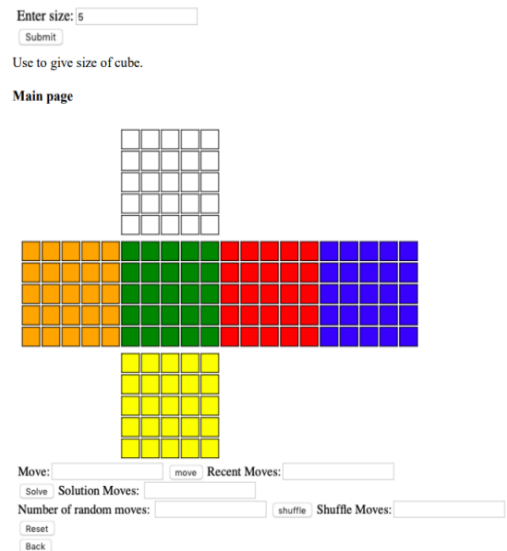 Enter size: 5
Submit
Use to give size of cube.
Main page
Move: move Recent Moves:
Solve Solution Moves:
Number of random moves: shuffle Shuffle Moves:
Reset
Back